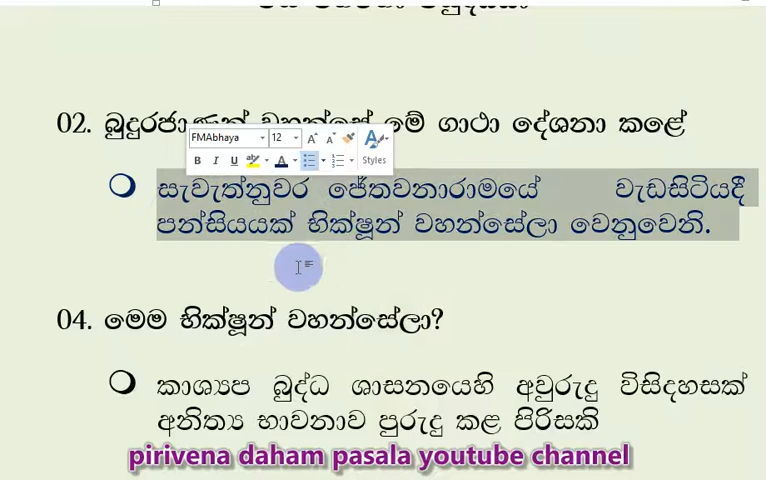 02. බුදුරජාණන් වහන්සේ මේ ගාථා දේශනා කළේ
FMAbhaya 12
B I U ab A Styles
සැවැත්නුවර ජේතවනාරාමයේ වැඩසිටියදී
පන්සියයක් භික්ෂූන් වහන්සේලා වෙනුවෙනි.
04. මෙම භික්ෂූන් වහන්සේලා?
කාශ්‍යප බුද්ධ ශාසනයෙහි අවුරුදු විසිදහසක්
අනිත්‍ය භාවනාව පුරුදු කළ පිරිසකි
pirivena daham pasala youtube channel